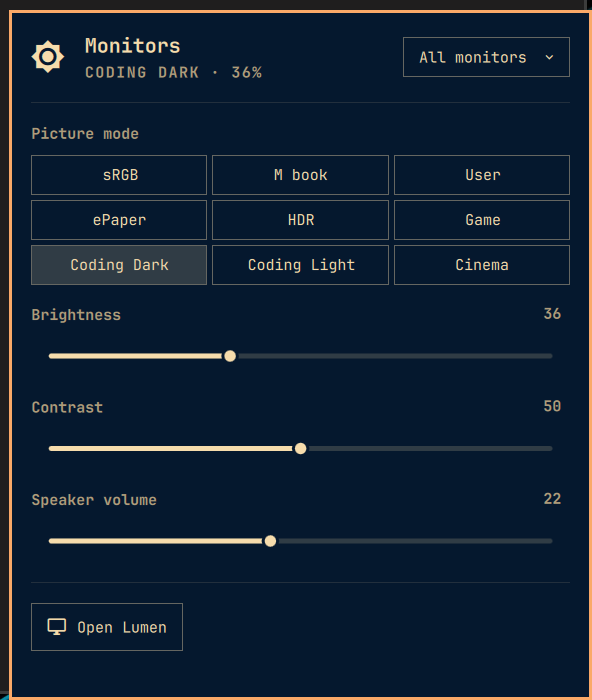 Monitors
CODING DARK · 36%
All monitors
Picture mode
sRGB
M book
User
ePaper
HDR
Game
Coding Dark
Coding Light
Cinema
Brightness
36
Contrast
50
Speaker volume
22
Open Lumen